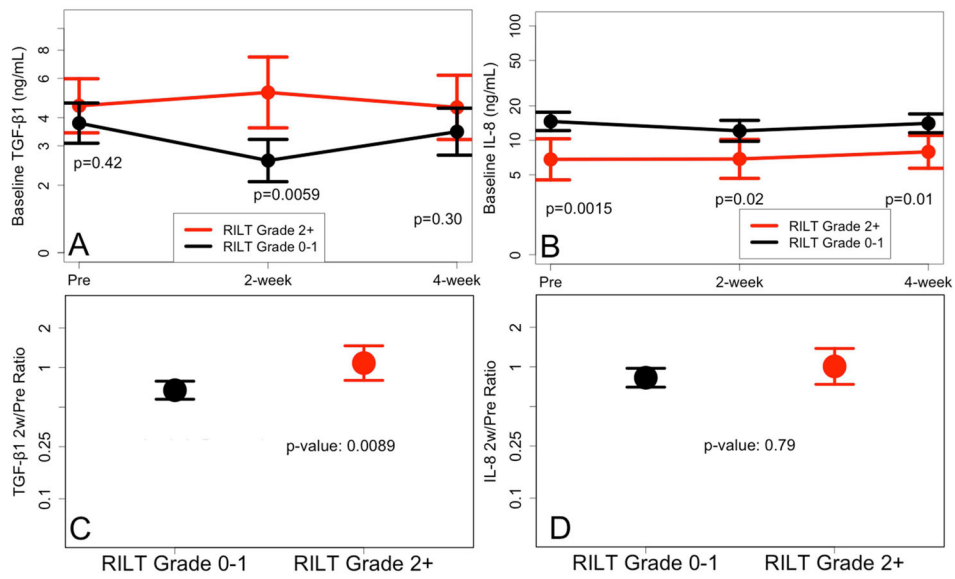 Baseline TGF-β1 (ng/mL)
8
6
4
3
2
0
p=0.42
p=0.0059
p=0.30
RILT Grade 2+
RILT Grade 0-1
A
Pre
2-week
4-week
Baseline IL-8 (ng/mL)
100
50
20
10
5
0
p=0.0015
p=0.02
p=0.01
RILT Grade 2+
RILT Grade 0-1
B
Pre
2-week
4-week
TGF-β1 2w/Pre Ratio
2
1
0.25
0.1
p-value: 0.0089
C
RILT Grade 0-1
RILT Grade 2+
IL-8 2w/Pre Ratio
2
1
0.25
0.1
p-value: 0.79
D
RILT Grade 0-1
RILT Grade 2+